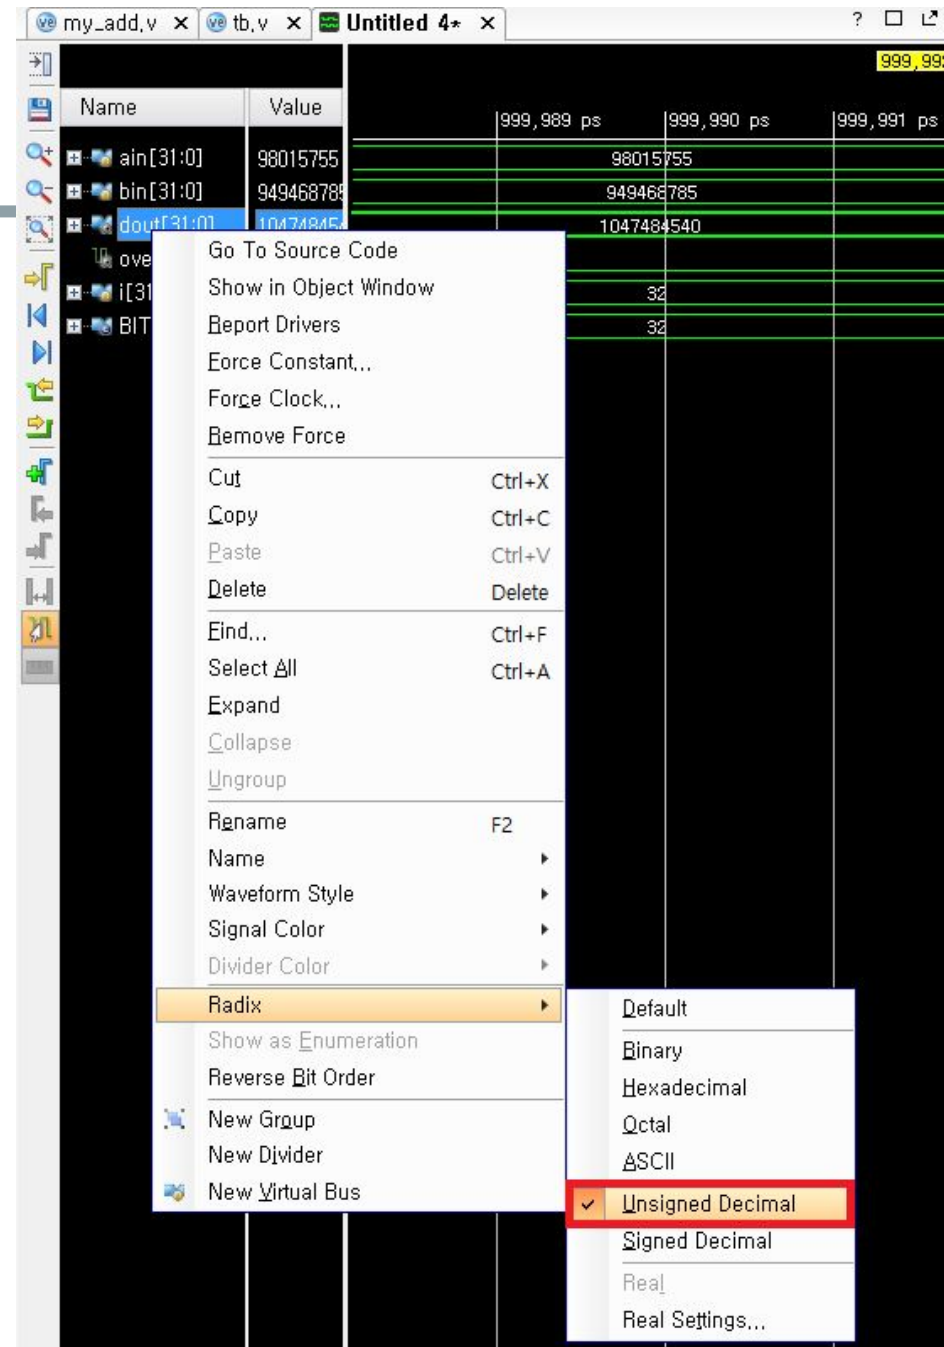 my_add.v × tb.v × Untitled 4* × ?
999,99
Name Value
999,989 ps 999,990 ps 999,991 ps
ain[31:0] 98015755 98015755
bin[31:0] 949468785 949468785
dout[31:0] 104748454 1047484540
ove
i[31 32
BIT 32
Go To Source Code
Show in Object Window
Report Drivers
Force Constant...
Force Clock...
Remove Force
Cut Ctrl+X
Copy Ctrl+C
Paste Ctrl+V
Delete Delete
Find... Ctrl+F
Select All Ctrl+A
Expand
Collapse
Ungroup
Rename F2
Name
Waveform Style
Signal Color
Divider Color
Radix
Show as Enumeration
Reverse Bit Order
New Group
New Divider
New Virtual Bus
Default
Binary
Hexadecimal
Octal
ASCII
Unsigned Decimal
Signed Decimal
Real
Real Settings...